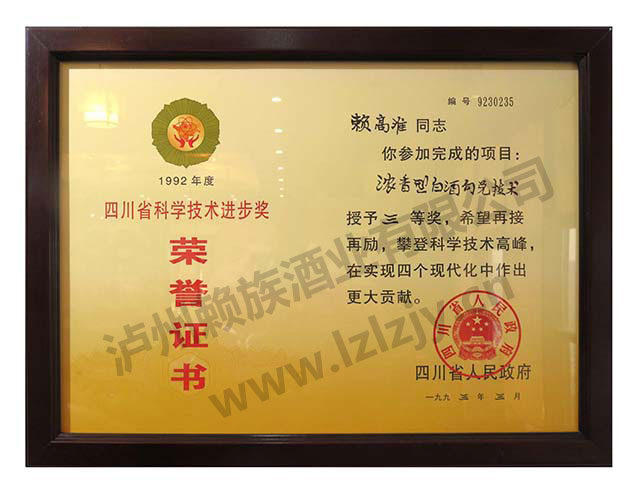 1992年度
四川省科学技术进步奖
荣誉证书
编号 9230235
赖高淮 同志
你参加完成的项目：
浓香型白酒勾兑技术
授予三等奖，希望再接
再励，攀登科学技术高峰，
在实现四个现代化中作出
更大贡献。
四川省人民政府
四川省人民政府
一九九三年三月
泸州赖族酒业有限公司
www.lzlzjy.cn